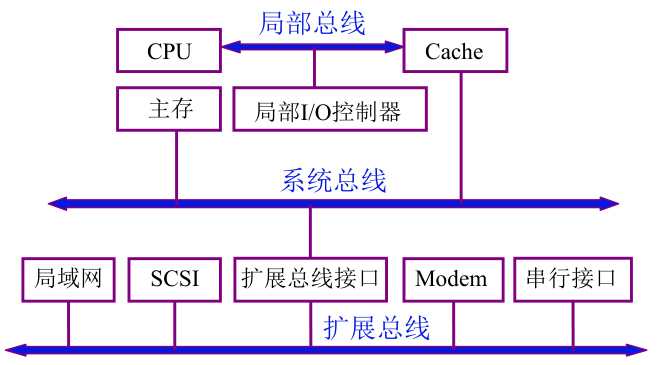 局部总线
CPU
Cache
主存
局部I/O控制器
系统总线
局域网
SCSI
扩展总线接口
Modem
串行接口
扩展总线